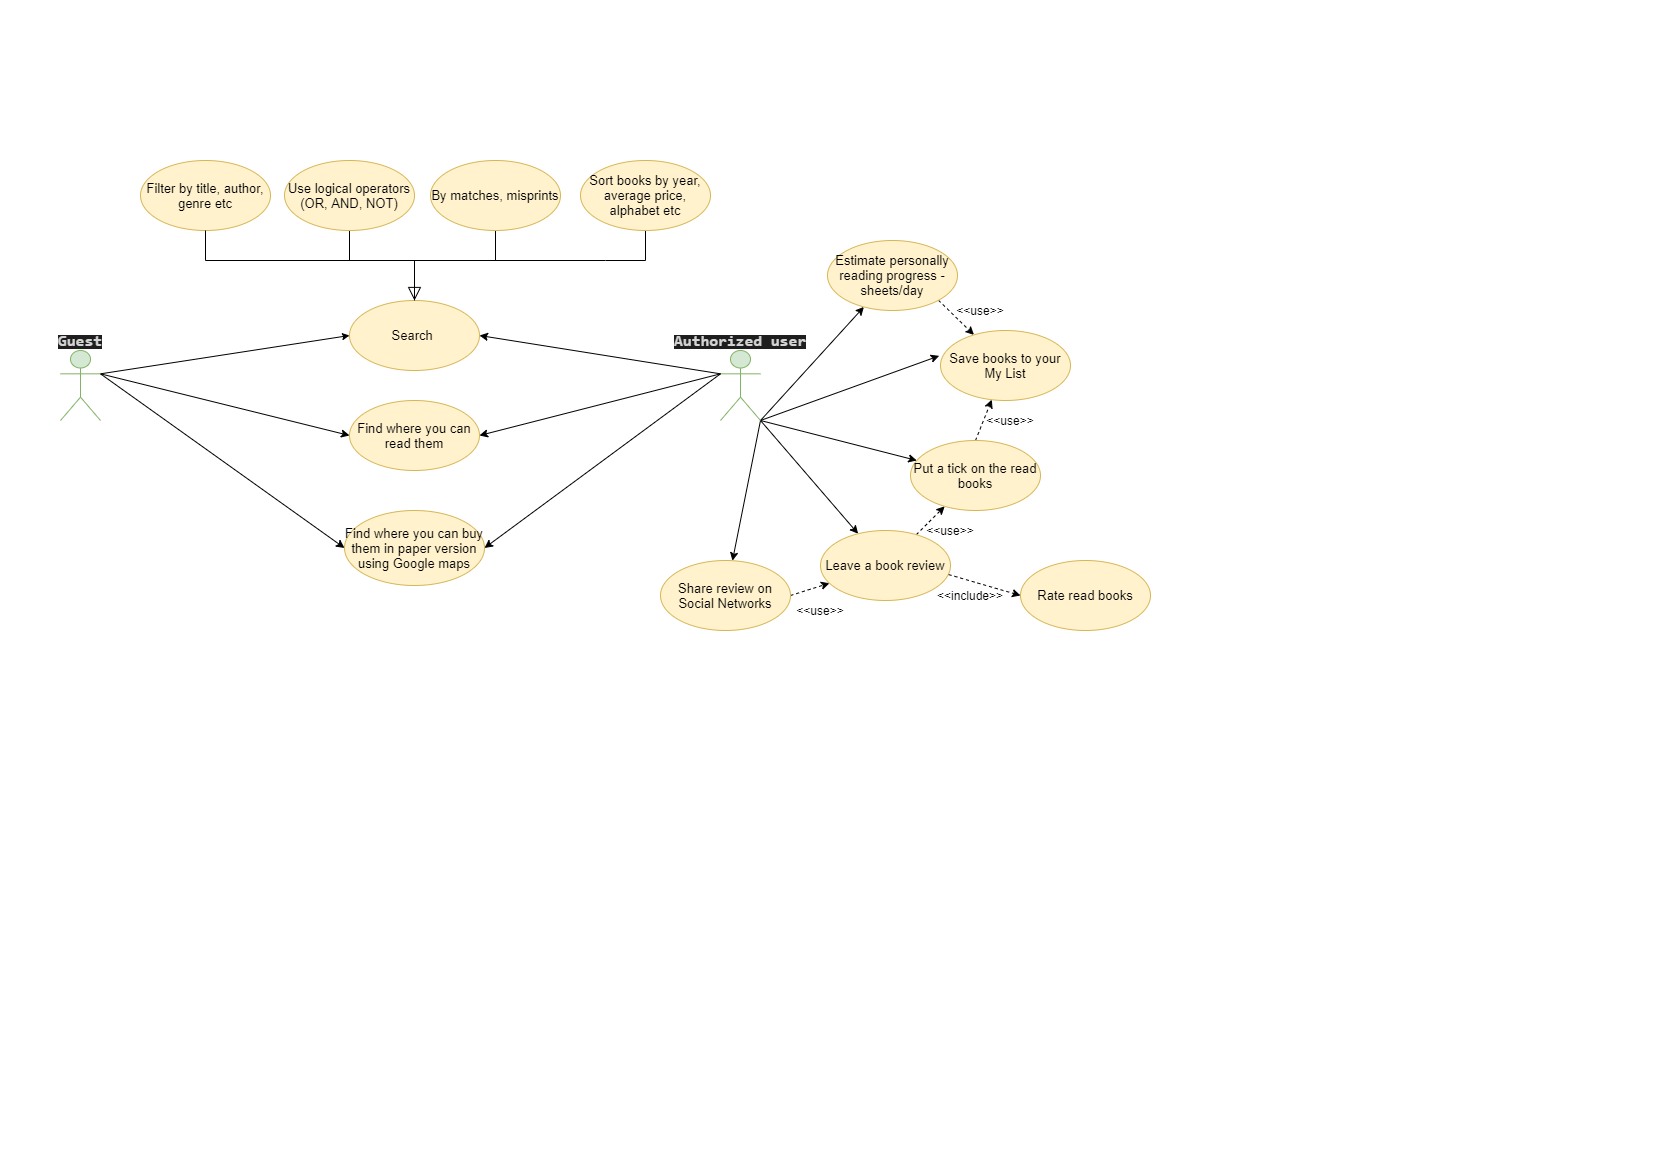 Filter by title, author,
genre etc
Use logical operators
(OR, AND, NOT)
By matches, misprints
Sort books by year,
average price,
alphabet etc
Estimate personally
reading progress -
sheets/day
<<use>>
Search
Guest
Authorized user
Save books to your
My List
<<use>>
Find where you can
read them
Put a tick on the read
books
<<use>>
Find where you can buy
them in paper version
using Google maps
Leave a book review
Share review on
Social Networks
<<use>>
<<include>>
Rate read books